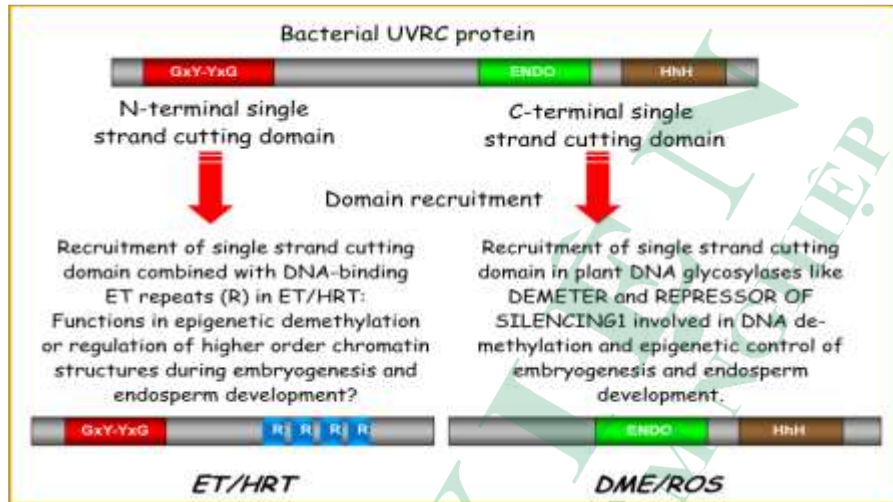 Bacterial UVRC protein
GxY-YxG ENDO HhH
N-terminal single
strand cutting domain
C-terminal single
strand cutting domain
Domain recruitment
Recruitment of single strand cutting
domain combined with DNA-binding
ET repeats (R) in ET/HRT:
Functions in epigenetic demethylation
or regulation of higher order chromatin
structures during embryogenesis and
endosperm development?
Recruitment of single strand cutting
domain in plant DNA glycosylases like
DEMETER and REPRESSOR OF
SILENCING1 involved in DNA de-
methylation and epigenetic control of
embryogenesis and endosperm
development.
GxY-YxG R R R R
ENDO HhH
ET/HRT
DME/ROS
VIỆN
M NGHIỆP